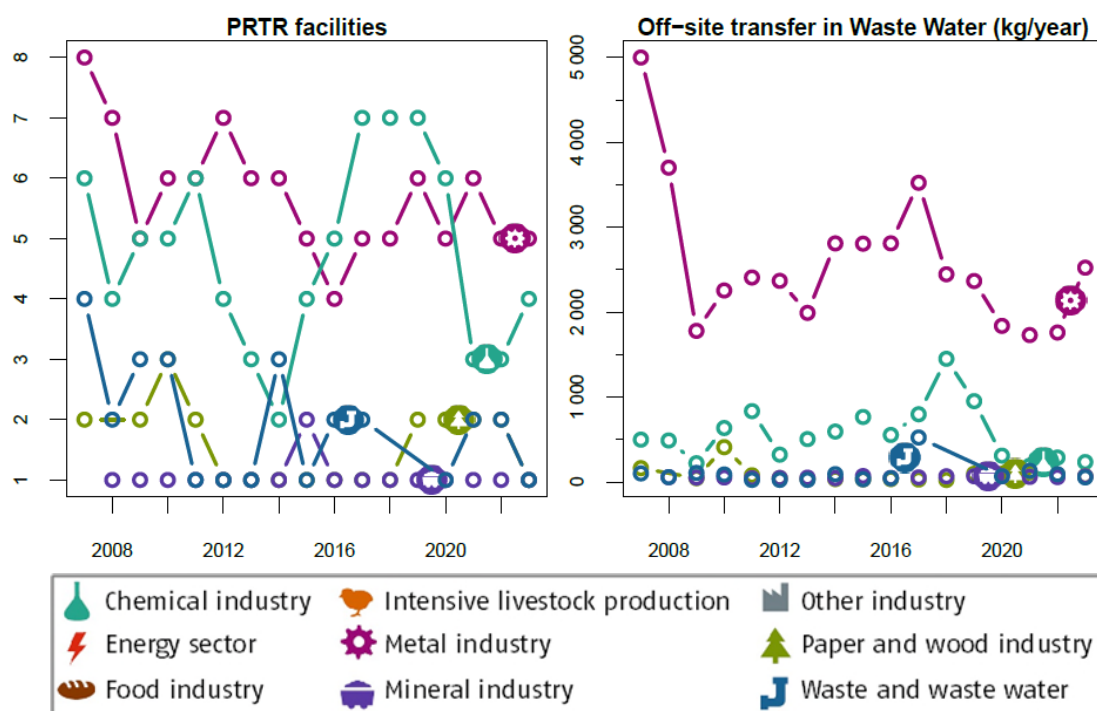 PRTR facilities
8
7
6
5
4
3
2
1
2008 2012 2016 2020
Off−site transfer in Waste Water (kg/year)
5 000
4 000
3 000
2 000
1 000
0
2008 2012 2016 2020
Chemical industry Intensive livestock production Other industry
Energy sector Metal industry Paper and wood industry
Food industry Mineral industry Waste and waste water